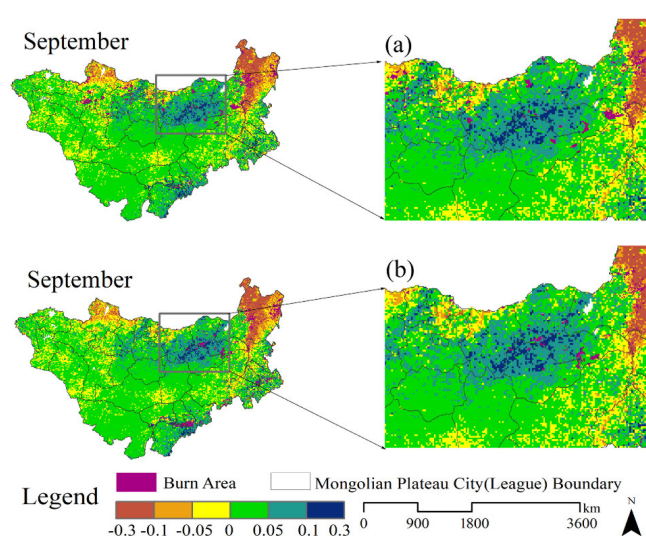 September
(a)
September
(b)
Legend
Burn Area
Mongolian Plateau City(League) Boundary
-0.3 -0.1 -0.05 0 0.05 0.1 0.3
km
0 900 1800 3600
N